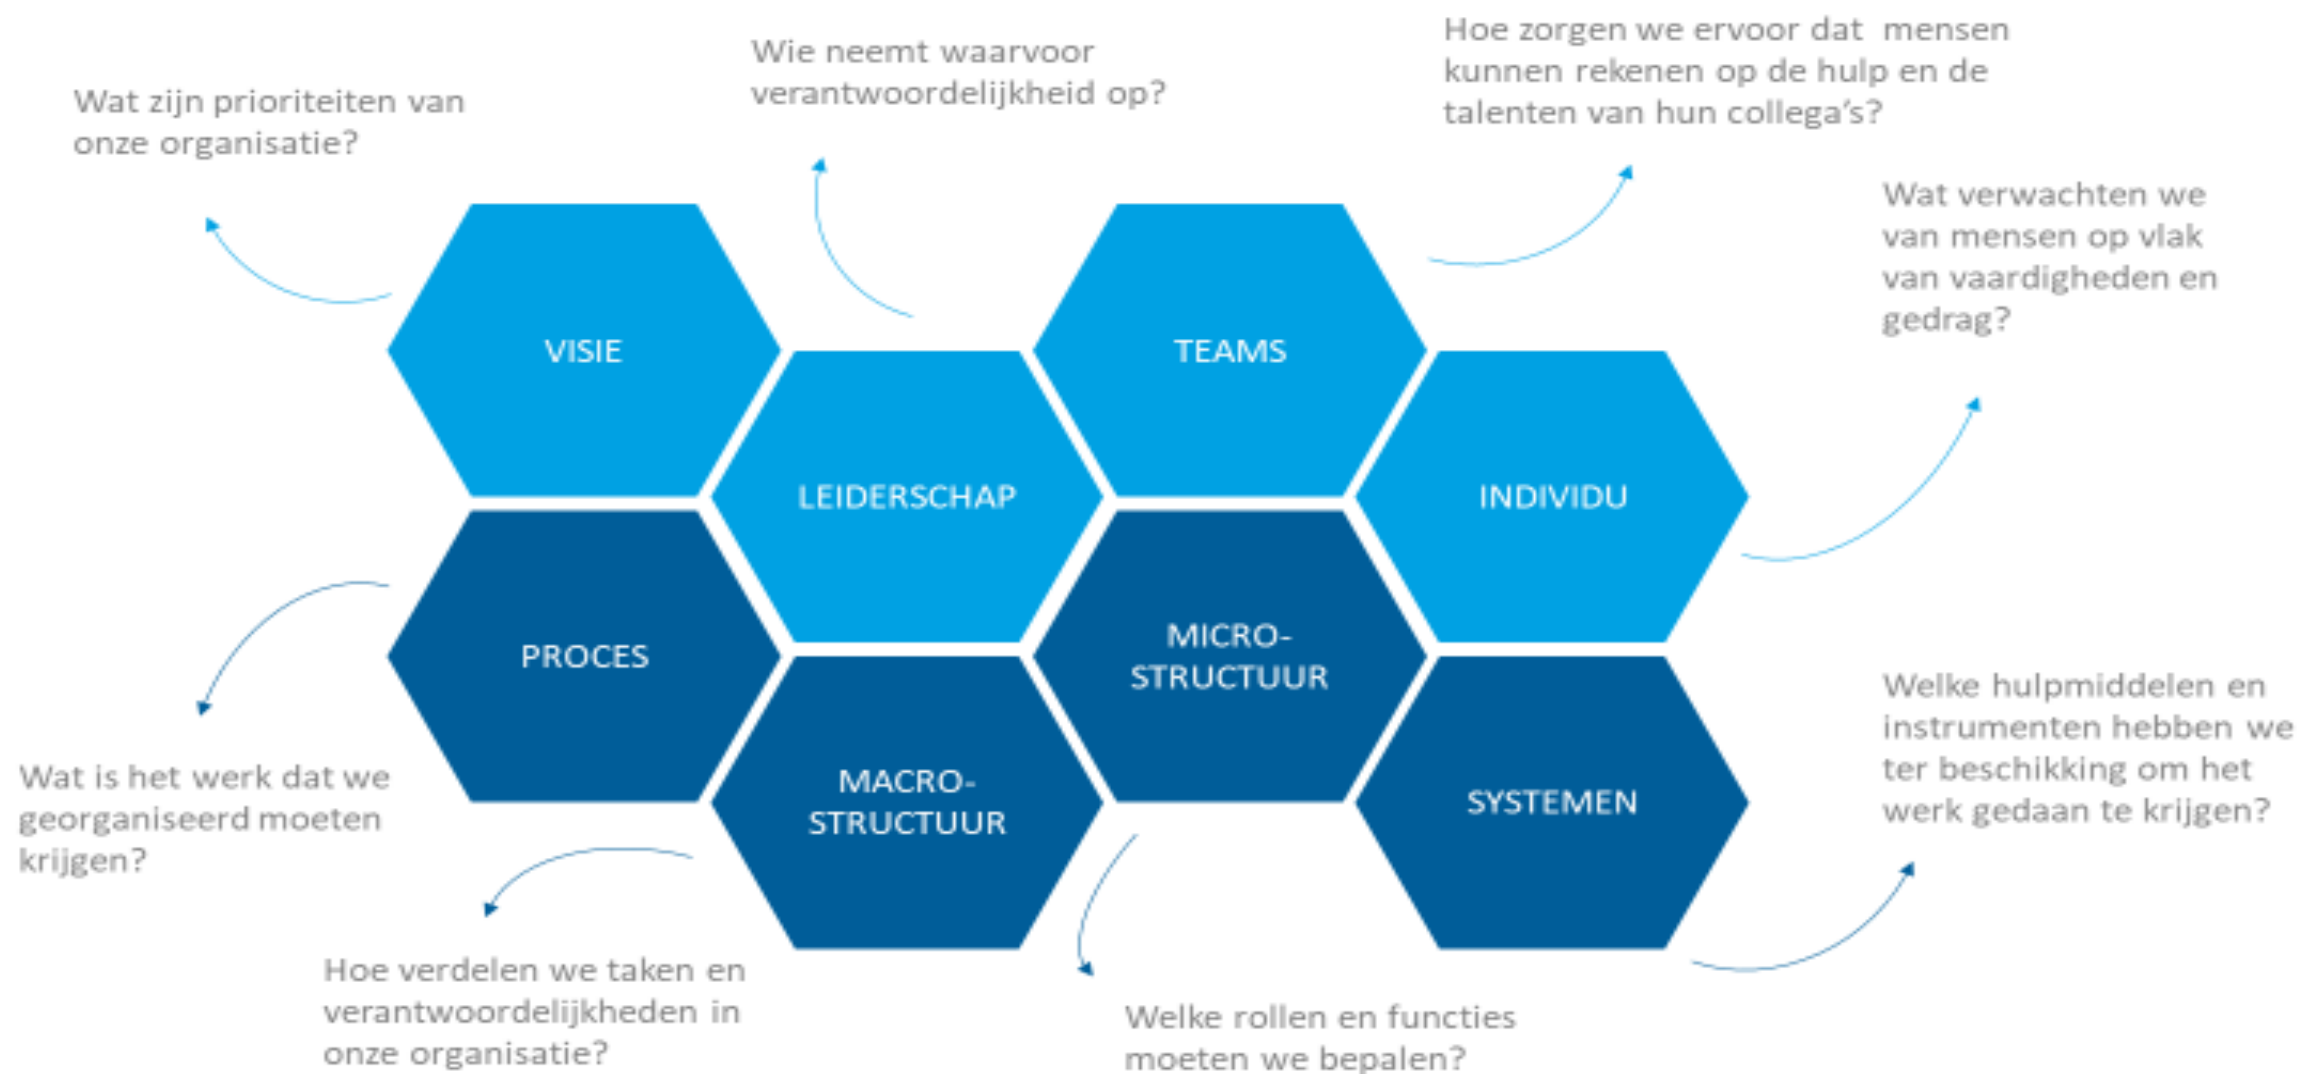 Wat zijn prioriteiten van
onze organisatie?
Wie neemt waarvoor
verantwoordelijkheid op?
Hoe zorgen we ervoor dat mensen
kunnen rekenen op de hulp en de
talenten van hun collega’s?
Wat verwachten we
van mensen op vlak
van vaardigheden en
gedrag?
VISIE
LEIDERSCHAP
TEAMS
INDIVIDU
PROCES
MACRO-
STRUCTUUR
MICRO-
STRUCTUUR
SYSTEMEN
Wat is het werk dat we
georganiseerd moeten
krijgen?
Hoe verdelen we taken en
verantwoordelijkheden in
onze organisatie?
Welke rollen en functies
moeten we bepalen?
Welke hulpmiddelen en
instrumenten hebben we
ter beschikking om het
werk gedaan te krijgen?